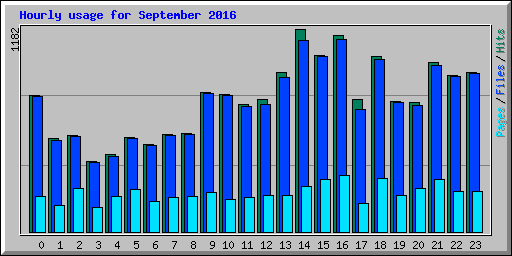 Hourly usage for September 2016
1182
Pages/Files/Hits
0 1 2 3 4 5 6 7 8 9 10 11 12 13 14 15 16 17 18 19 20 21 22 23